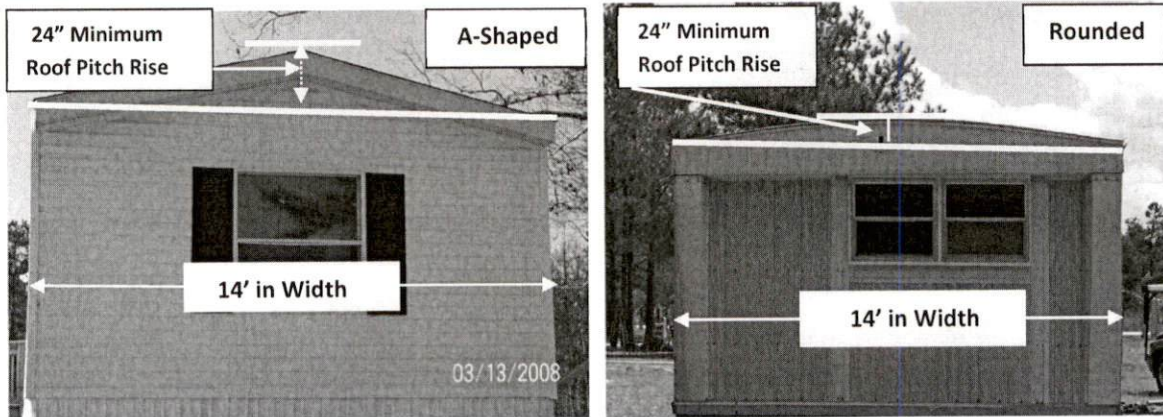 24” Minimum
Roof Pitch Rise
A-Shaped
14’ in Width
03/13/2008
24” Minimum
Roof Pitch Rise
Rounded
14’ in Width